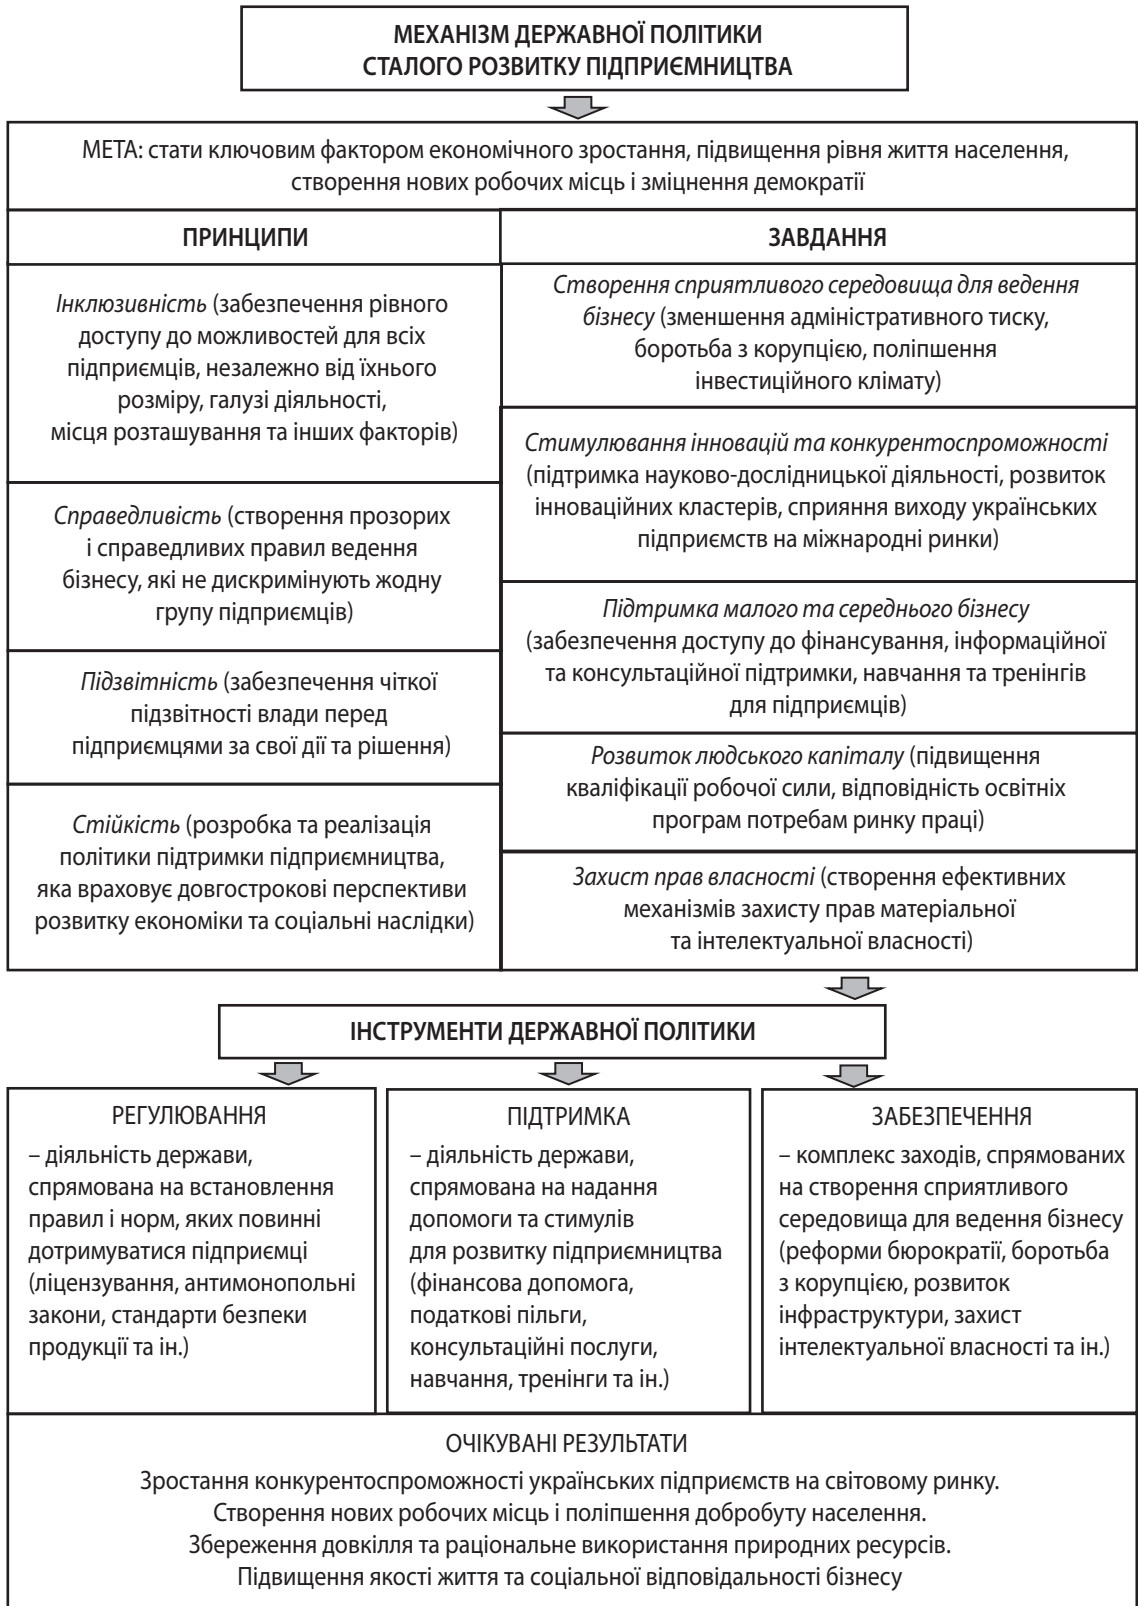 МЕХАНІЗМ ДЕРЖАВНОЇ ПОЛІТИКИ
СТАЛОГО РОЗВИТКУ ПІДПРИЄМНИЦТВА
МЕТА: стати ключовим фактором економічного зростання, підвищення рівня життя населення,
створення нових робочих місць і зміцнення демократії
ПРИНЦИПИ
Інклюзивність (забезпечення рівного
доступу до можливостей для всіх
підприємців, незалежно від їхнього
розміру, галузі діяльності,
місця розташування та інших факторів)
Справедливість (створення прозорих
і справедливих правил ведення
бізнесу, які не дискримінують жодну
групу підприємців)
Підзвітність (забезпечення чіткої
підзвітності влади перед
підприємцями за свої дії та рішення)
Стійкість (розробка та реалізація
політики підтримки підприємництва,
яка враховує довгострокові перспективи
розвитку економіки та соціальні наслідки)
ЗАВДАННЯ
Створення сприятливого середовища для ведення
бізнесу (зменшення адміністративного тиску,
боротьба з корупцією, поліпшення
інвестиційного клімату)
Стимулювання інновацій та конкурентоспроможності
(підтримка науково-дослідницької діяльності, розвиток
інноваційних кластерів, сприяння виходу українських
підприємств на міжнародні ринки)
Підтримка малого та середнього бізнесу
(забезпечення доступу до фінансування, інформаційної
та консультаційної підтримки, навчання та тренінгів
для підприємців)
Розвиток людського капіталу (підвищення
кваліфікації робочої сили, відповідність освітніх
програм потребам ринку праці)
Захист прав власності (створення ефективних
механізмів захисту прав матеріальної
та інтелектуальної власності)
ІНСТРУМЕНТИ ДЕРЖАВНОЇ ПОЛІТИКИ
РЕГУЛЮВАННЯ
– діяльність держави,
спрямована на встановлення
правил і норм, яких повинні
дотримуватися підприємці
(ліцензування, антимонопольні
закони, стандарти безпеки
продукції та ін.)
ПІДТРИМКА
– діяльність держави,
спрямована на надання
допомоги та стимулів
для розвитку підприємництва
(фінансова допомога,
податкові пільги,
консультаційні послуги,
навчання, тренінги та ін.)
ЗАБЕЗПЕЧЕННЯ
– комплекс заходів, спрямованих
на створення сприятливого
середовища для ведення бізнесу
(реформи бюрократії, боротьба
з корупцією, розвиток
інфраструктури, захист
інтелектуальної власності та ін.)
ОЧІКУВАНІ РЕЗУЛЬТАТИ
Зростання конкурентоспроможності українських підприємств на світовому ринку.
Створення нових робочих місць і поліпшення добробуту населення.
Збереження довкілля та раціональне використання природних ресурсів.
Підвищення якості життя та соціальної відповідальності бізнесу